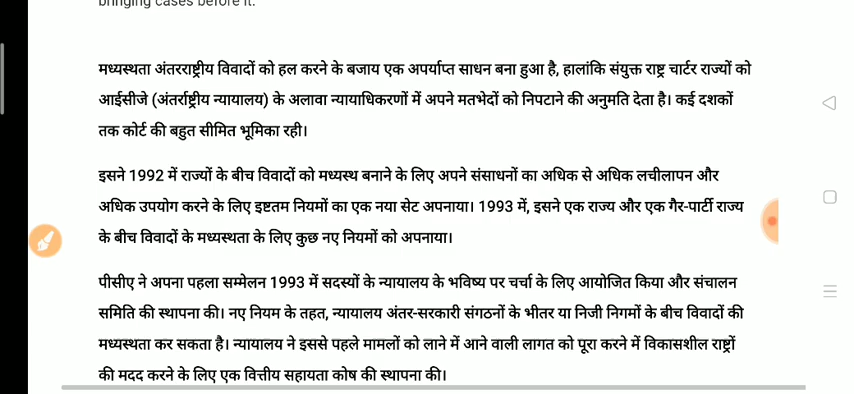 bringing cases before it.
मध्यस्थता अंतरराष्ट्रीय विवादों को हल करने के बजाय एक अपर्याप्त साधन बना हुआ है, हालांकि संयुक्त राष्ट्र चार्टर राज्यों को
आईसीजे (अंतर्राष्ट्रीय न्यायालय) के अलावा न्यायाधिकरणों में अपने मतभेदों को निपटाने की अनुमति देता है। कई दशकों
तक कोर्ट की बहुत सीमित भूमिका रही।
इसने 1992 में राज्यों के बीच विवादों को मध्यस्थ बनाने के लिए अपने संसाधनों का अधिक से अधिक लचीलापन और
अधिक उपयोग करने के लिए इष्टतम नियमों का एक नया सेट अपनाया। 1993 में, इसने एक राज्य और एक गैर-पार्टी राज्य
के बीच विवादों के मध्यस्थता के लिए कुछ नए नियमों को अपनाया।
पीसीए ने अपना पहला सम्मेलन 1993 में सदस्यों के न्यायालय के भविष्य पर चर्चा के लिए आयोजित किया और संचालन
समिति की स्थापना की। नए नियम के तहत, न्यायालय अंतर-सरकारी संगठनों के भीतर या निजी निगमों के बीच विवादों की
मध्यस्थता कर सकता है। न्यायालय ने इससे पहले मामलों को लाने में आने वाली लागत को पूरा करने में विकासशील राष्ट्रों
की मदद करने के लिए एक वित्तीय सहायता कोष की स्थापना की।